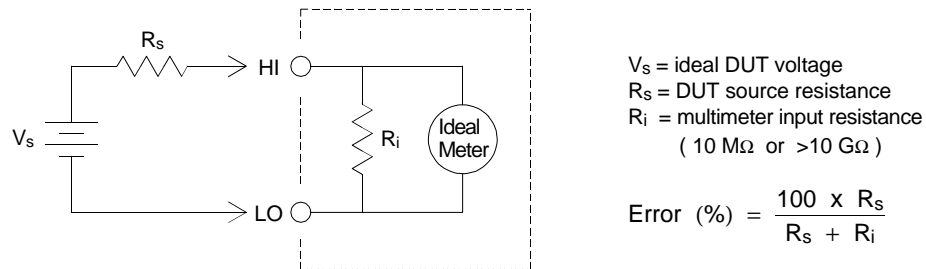 Rs
HI
Vs
Ri
Ideal
Meter
LO
Vs = ideal DUT voltage
Rs = DUT source resistance
Ri = multimeter input resistance
( 10 MΩ or >10 GΩ )
Error (%) = 100 x Rs
Rs + Ri